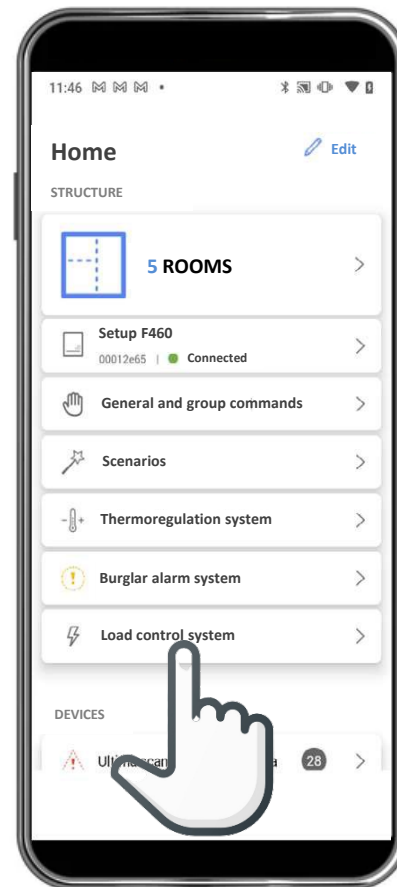 11:46
Home
Edit
STRUCTURE
5 ROOMS
Setup F460
00012e65 | Connected
General and group commands
Scenarios
Thermoregulation system
Burglar alarm system
Load control system
DEVICES
28